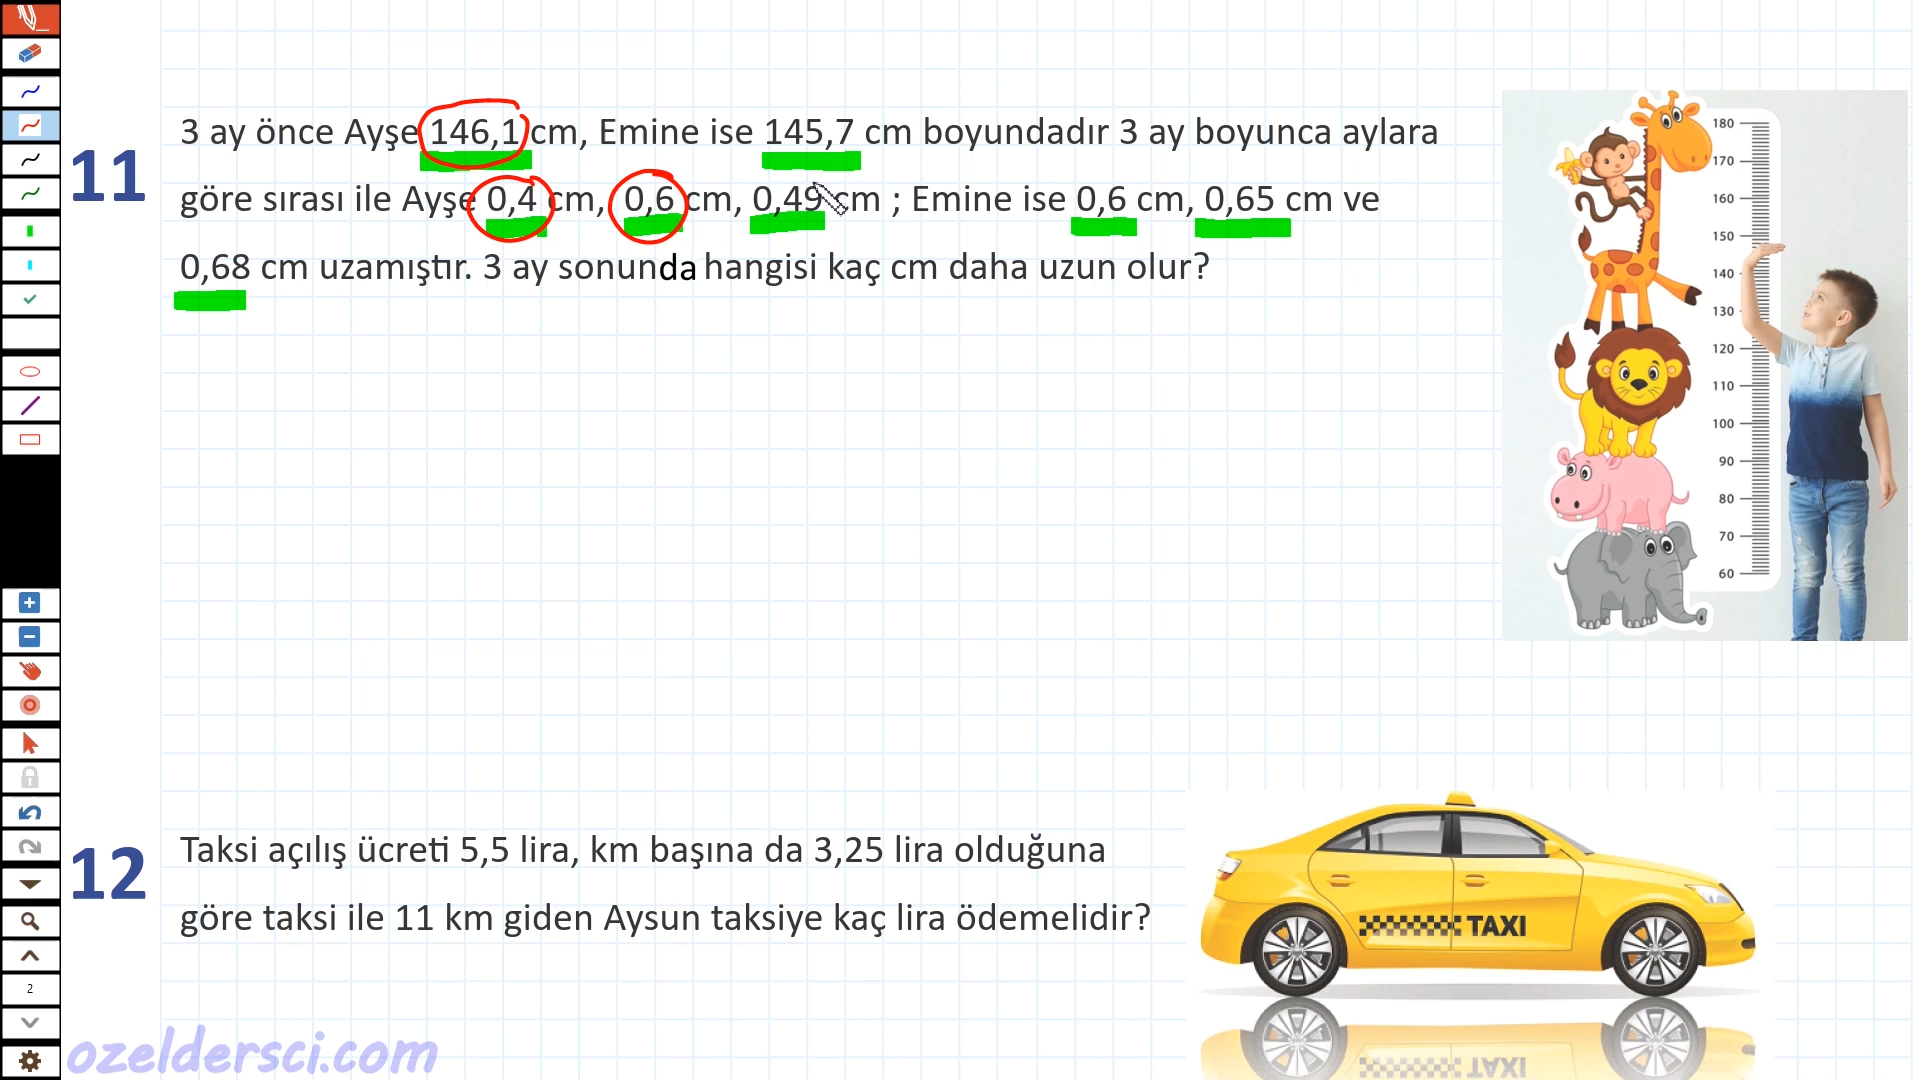 11
3 ay önce Ayşe 146,1 cm, Emine ise 145,7 cm boyundadır 3 ay boyunca aylara
göre sırası ile Ayşe 0,4 cm, 0,6 cm, 0,49 cm ; Emine ise 0,6 cm, 0,65 cm ve
0,68 cm uzamıştır. 3 ay sonunda hangisi kaç cm daha uzun olur?
180
170
160
150
140
130
120
110
100
90
80
70
60
12
Taksi açılış ücreti 5,5 lira, km başına da 3,25 lira olduğuna
göre taksi ile 11 km giden Aysun taksiye kaç lira ödemelidir?
TAXI
TAXI
2
ozeldersci.com